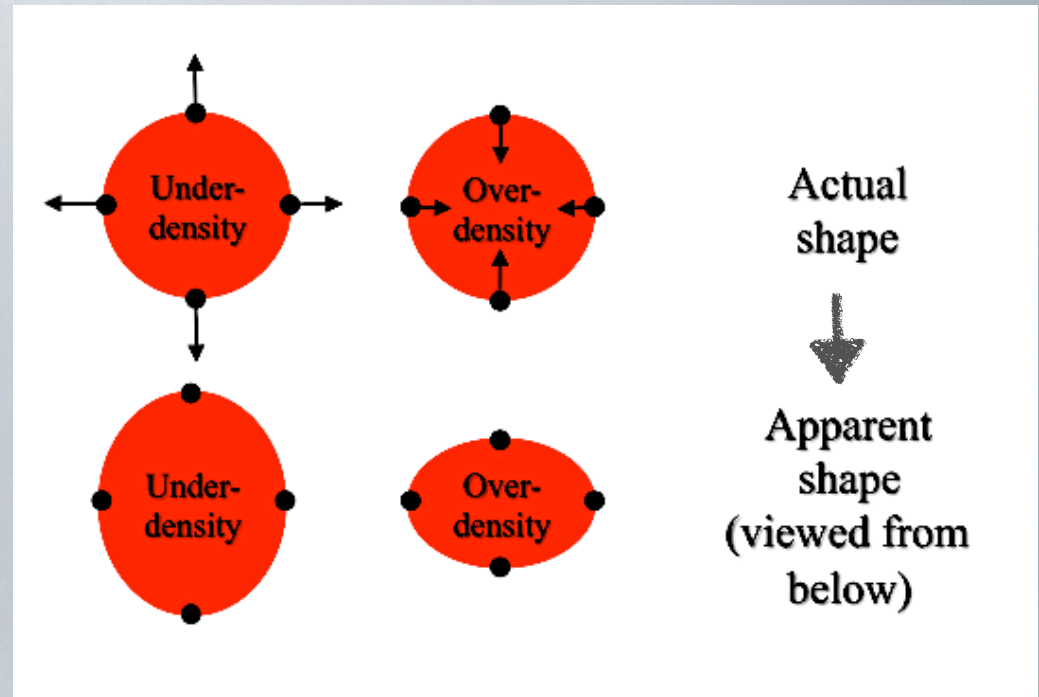 Under-
density
Over-
density
Actual
shape
Under-
density
Over-
density
Apparent
shape
(viewed from
below)